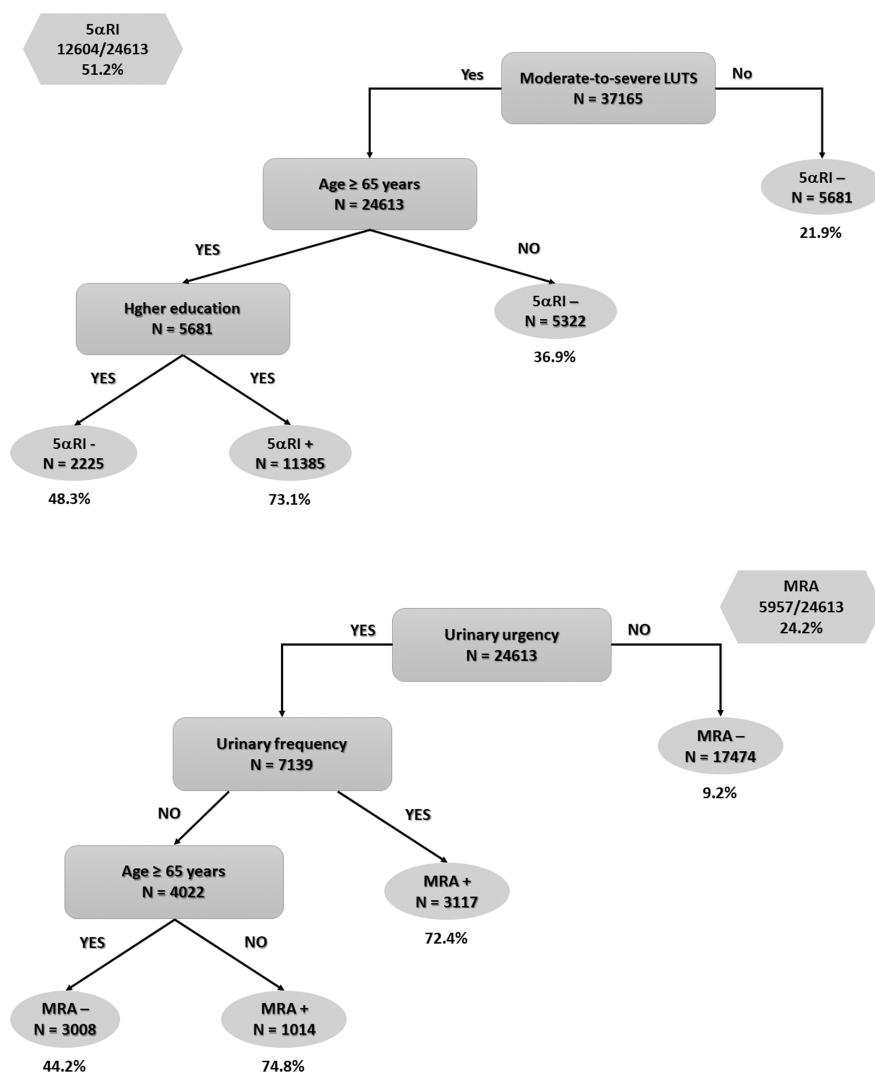 5αRI
12604/24613
51.2%
Moderate-to-severe LUTS
N = 37165
Yes
No
Age ≥ 65 years
N = 24613
5αRI –
N = 5681
21.9%
YES
NO
Hgher education
N = 5681
5αRI –
N = 5322
36.9%
YES
YES
5αRI -
N = 2225
48.3%
5αRI +
N = 11385
73.1%
MRA
5957/24613
24.2%
Urinary urgency
N = 24613
YES
NO
Urinary frequency
N = 7139
MRA –
N = 17474
9.2%
NO
YES
Age ≥ 65 years
N = 4022
MRA +
N = 3117
72.4%
YES
NO
MRA –
N = 3008
44.2%
MRA +
N = 1014
74.8%